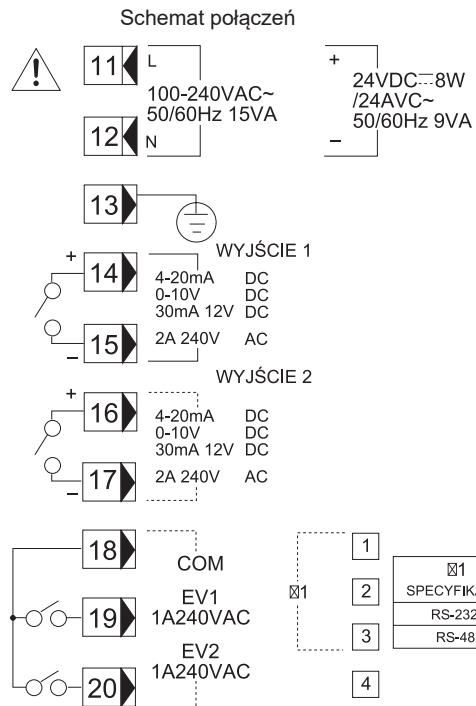 Schemat połączeń
11 L
100-240VAC~
50/60Hz 15VA
12 N
+
24VDC⎓8W
/24AVC~
50/60Hz 9VA
−
13
WYJŚCIE 1
+
14
4-20mA DC
0-10V DC
30mA 12V DC
15
−
2A 240V AC
WYJŚCIE 2
+
16
4-20mA DC
0-10V DC
30mA 12V DC
17
−
2A 240V AC
18
COM
19
EV1
1A240VAC
20
EV2
1A240VAC
1
1
2
3
4
1
SPECYFIK
RS-232
RS-48